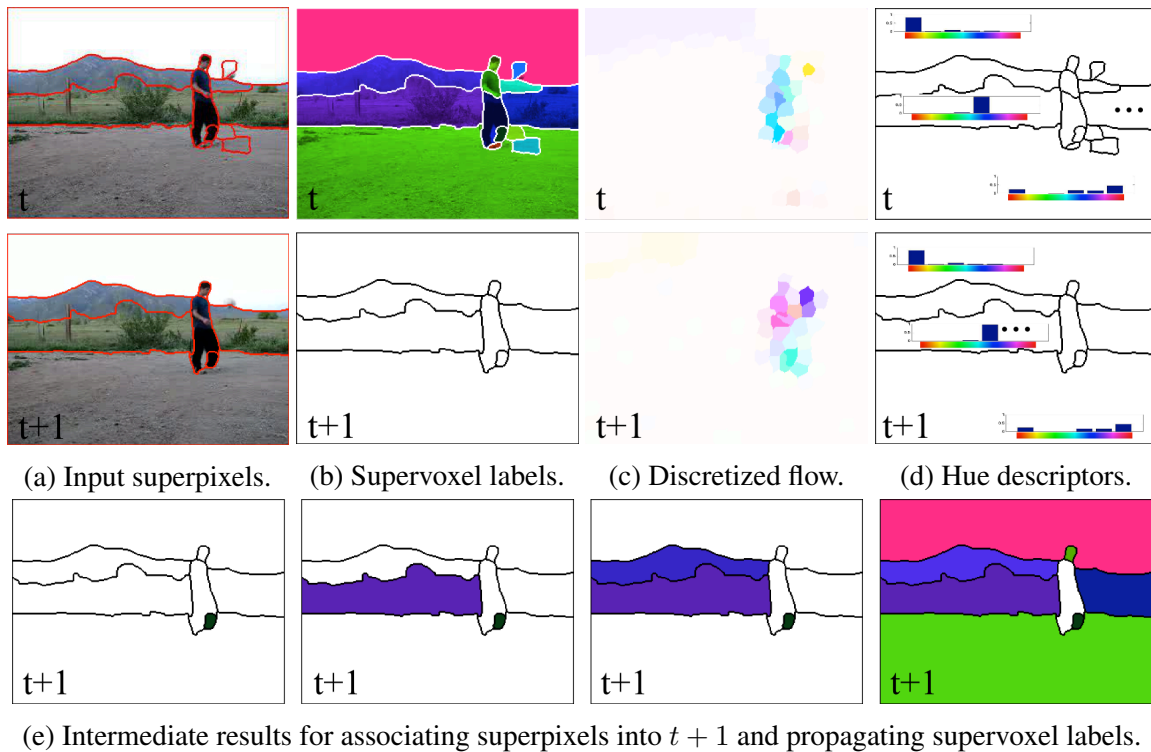 t
t
t
t
t+1
t+1
t+1
t+1
(a) Input superpixels.
(b) Supervoxel labels.
(c) Discretized flow.
(d) Hue descriptors.
t+1
t+1
t+1
t+1
(e) Intermediate results for associating superpixels into t + 1 and propagating supervoxel labels.